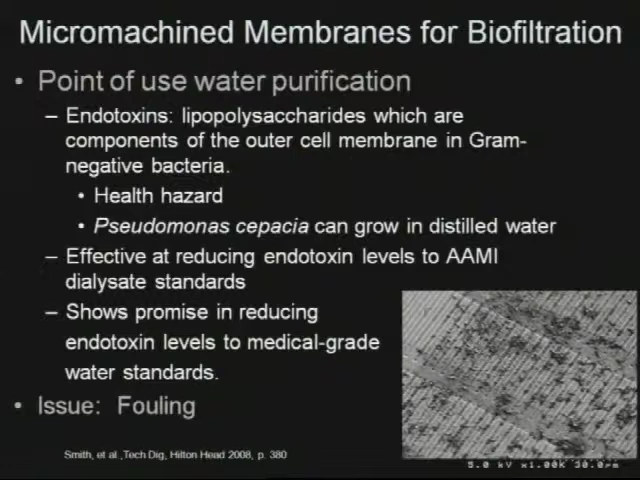 Micromachined Membranes for Biofiltration
• Point of use water purification
– Endotoxins: lipopolysaccharides which are
components of the outer cell membrane in Gram-
negative bacteria.
• Health hazard
• Pseudomonas cepacia can grow in distilled water
– Effective at reducing endotoxin levels to AAMI
dialysate standards
– Shows promise in reducing
endotoxin levels to medical-grade
water standards.
• Issue: Fouling
Smith, et al.,Tech Dig, Hilton Head 2008, p. 380
5.0 kV x1.00K 30.0µm